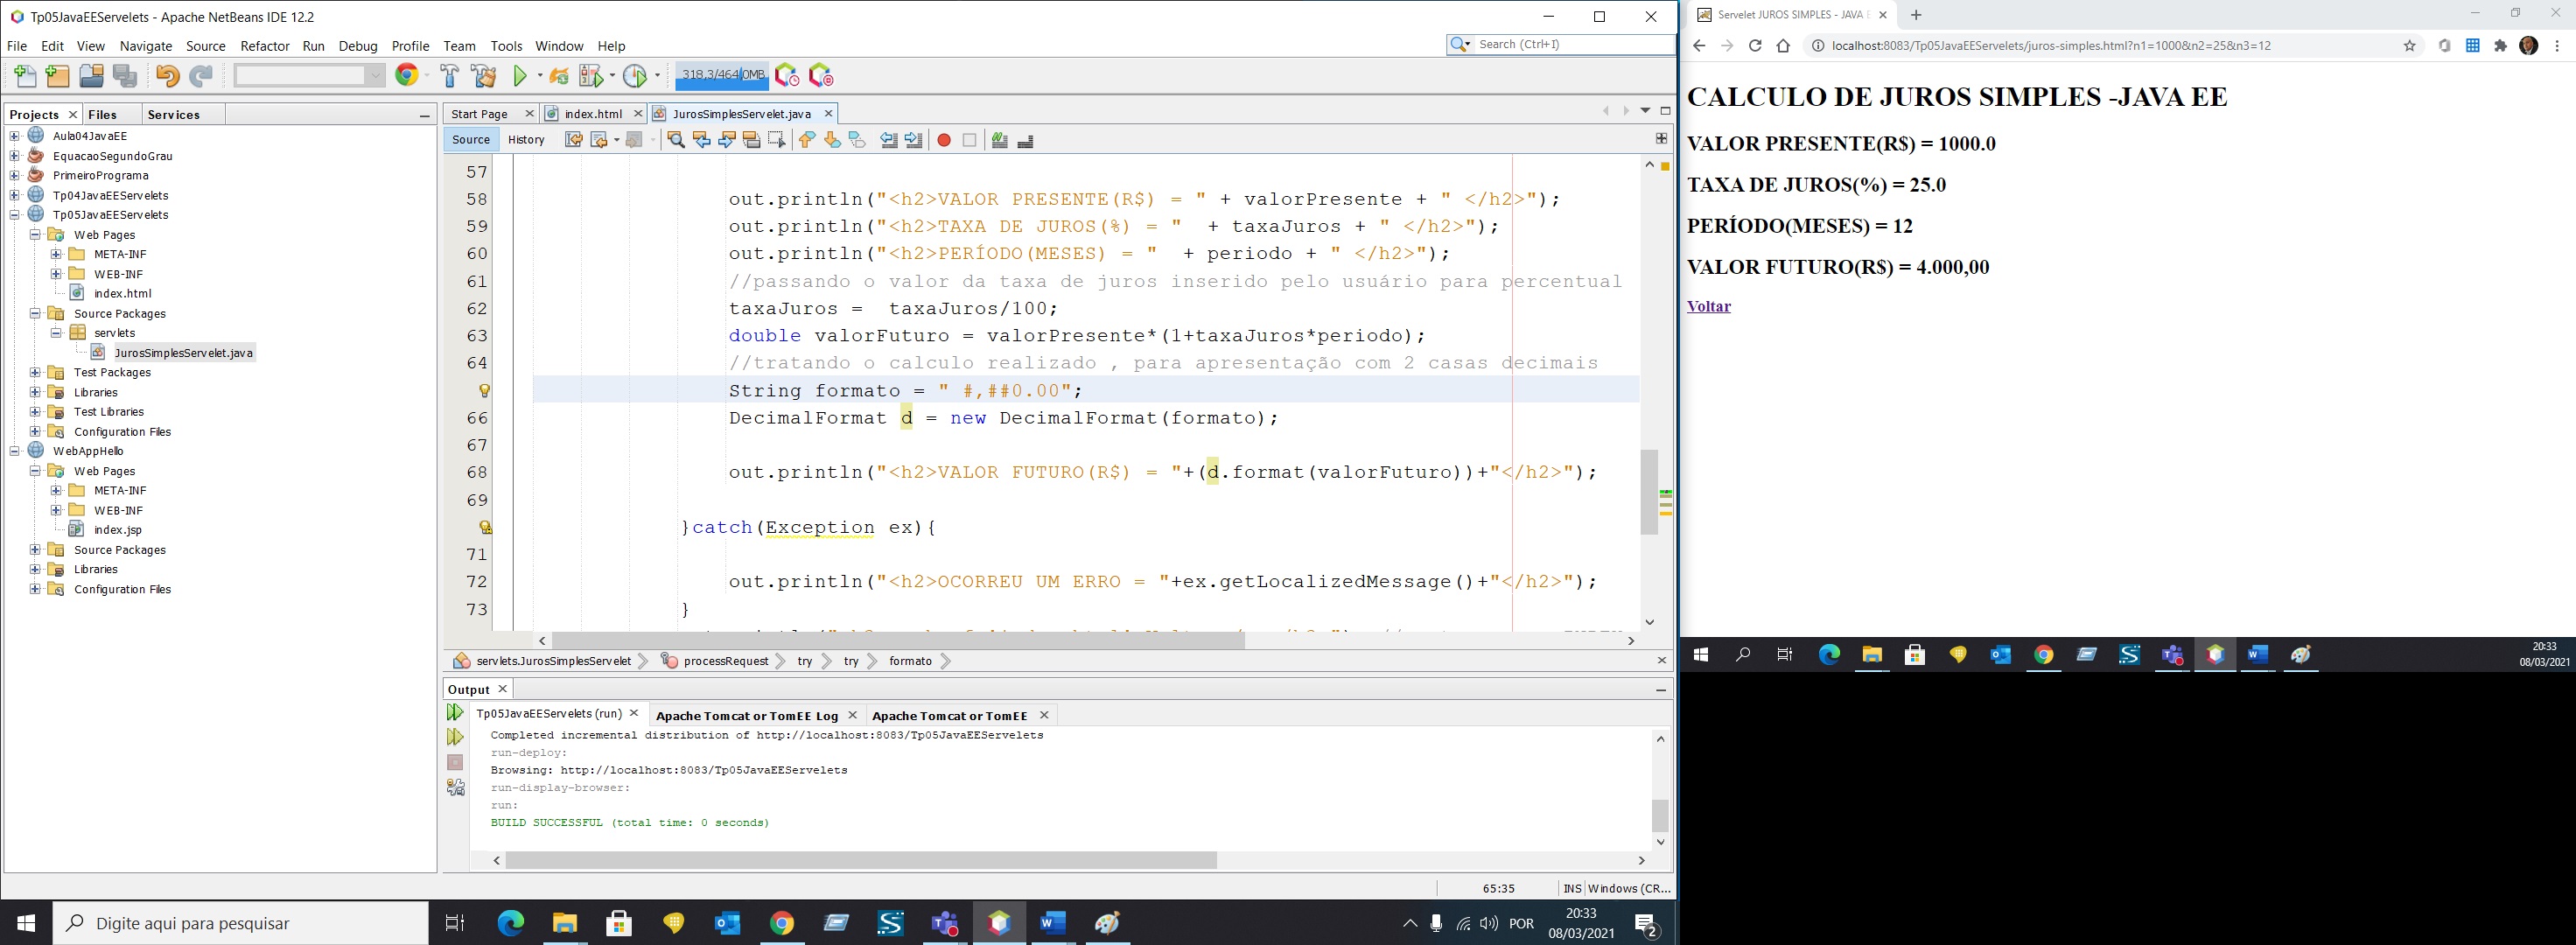 Tp05JavaEEServelets - Apache NetBeans IDE 12.2
File Edit View Navigate Source Refactor Run Debug Profile Team Tools Window Help
Search (Ctrl+I)
318,3/464,0MB
Projects Files Services
Aula04JavaEE
EquacaoSegundoGrau
PrimeiroPrograma
Tp04JavaEEServelets
Tp05JavaEEServelets
Web Pages
META-INF
WEB-INF
index.html
Source Packages
servlets
JurosSimplesServelet.java
Test Packages
Libraries
Test Libraries
Configuration Files
WebAppHello
Web Pages
META-INF
WEB-INF
index.jsp
Source Packages
Libraries
Configuration Files
Start Page index.html JurosSimplesServelet.java
Source History
57
58 out.println("<h2>VALOR PRESENTE(R$) = " + valorPresente + " </h2>");
59 out.println("<h2>TAXA DE JUROS(%) = "  + taxaJuros + " </h2>");
60 out.println("<h2>PERÍODO(MESES) = "  + periodo + " </h2>");
61 //passando o valor da taxa de juros inserido pelo usuário para percentual
62 taxaJuros =  taxaJuros/100;
63 double valorFuturo = valorPresente*(1+taxaJuros*periodo);
64 //tratando o calculo realizado , para apresentação com 2 casas decimais
String formato = " #,##0.00";
66 DecimalFormat d = new DecimalFormat(formato);
67
68 out.println("<h2>VALOR FUTURO(R$) = "+(d.format(valorFuturo))+"</h2>");
69
}catch(Exception ex){
71
72 out.println("<h2>OCORREU UM ERRO = "+ex.getLocalizedMessage()+"</h2>");
73 }
servlets.JurosSimplesServelet processRequest try try formato
Output
Tp05JavaEEServelets (run) Apache Tomcat or TomEE Log Apache Tomcat or TomEE
Completed incremental distribution of http://localhost:8083/Tp05JavaEEServelets
run-deploy:
Browsing: http://localhost:8083/Tp05JavaEEServelets
run-display-browser:
run:
BUILD SUCCESSFUL (total time: 0 seconds)
65:35 INS Windows (CR...
Digite aqui para pesquisar
POR
20:33
08/03/2021
2
Servelet JUROS SIMPLES - JAVA E
localhost:8083/Tp05JavaEEServelets/juros-simples.html?n1=1000&n2=25&n3=12
CALCULO DE JUROS SIMPLES -JAVA EE
VALOR PRESENTE(R$) = 1000.0
TAXA DE JUROS(%) = 25.0
PERÍODO(MESES) = 12
VALOR FUTURO(R$) = 4.000,00
Voltar
20:33
08/03/2021